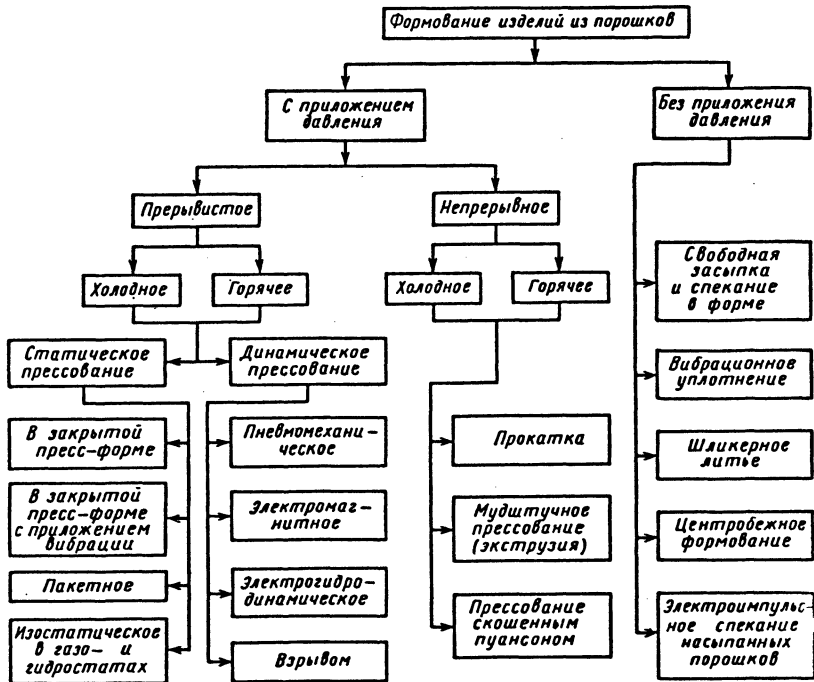 Формование изделий из порошков
С приложением
давления
Без приложения
давления
Прерывистое
Непрерывное
Холодное
Горячее
Холодное
Горячее
Статическое
прессование
Динамическое
прессование
В закрытой
пресс-форме
В закрытой
пресс-форме
с приложением
вибрации
Пакетное
Изостатическое
в газо- и
гидростатах
Пневмомехани-
ческое
Электромаг-
нитное
Электрогидро-
динамическое
Взрывом
Прокатка
Мудштучное
прессование
(экструзия)
Прессование
скошенным
пуансоном
Свободная
засыпка
и спекание
в форме
Вибрационное
уплотнение
Шликерное
литье
Центробежное
формование
Электроимпульс-
ное спекание
насыпанных
порошков